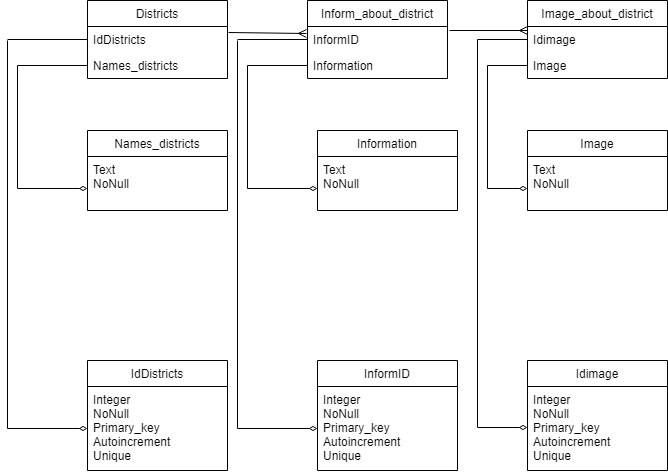 Districts
IdDistricts
Names_districts
Inform_about_district
InformID
Information
Image_about_district
Idimage
Image
Names_districts
Text
NoNull
Information
Text
NoNull
Image
Text
NoNull
IdDistricts
Integer
NoNull
Primary_key
Autoincrement
Unique
InformID
Integer
NoNull
Primary_key
Autoincrement
Unique
Idimage
Integer
NoNull
Primary_key
Autoincrement
Unique